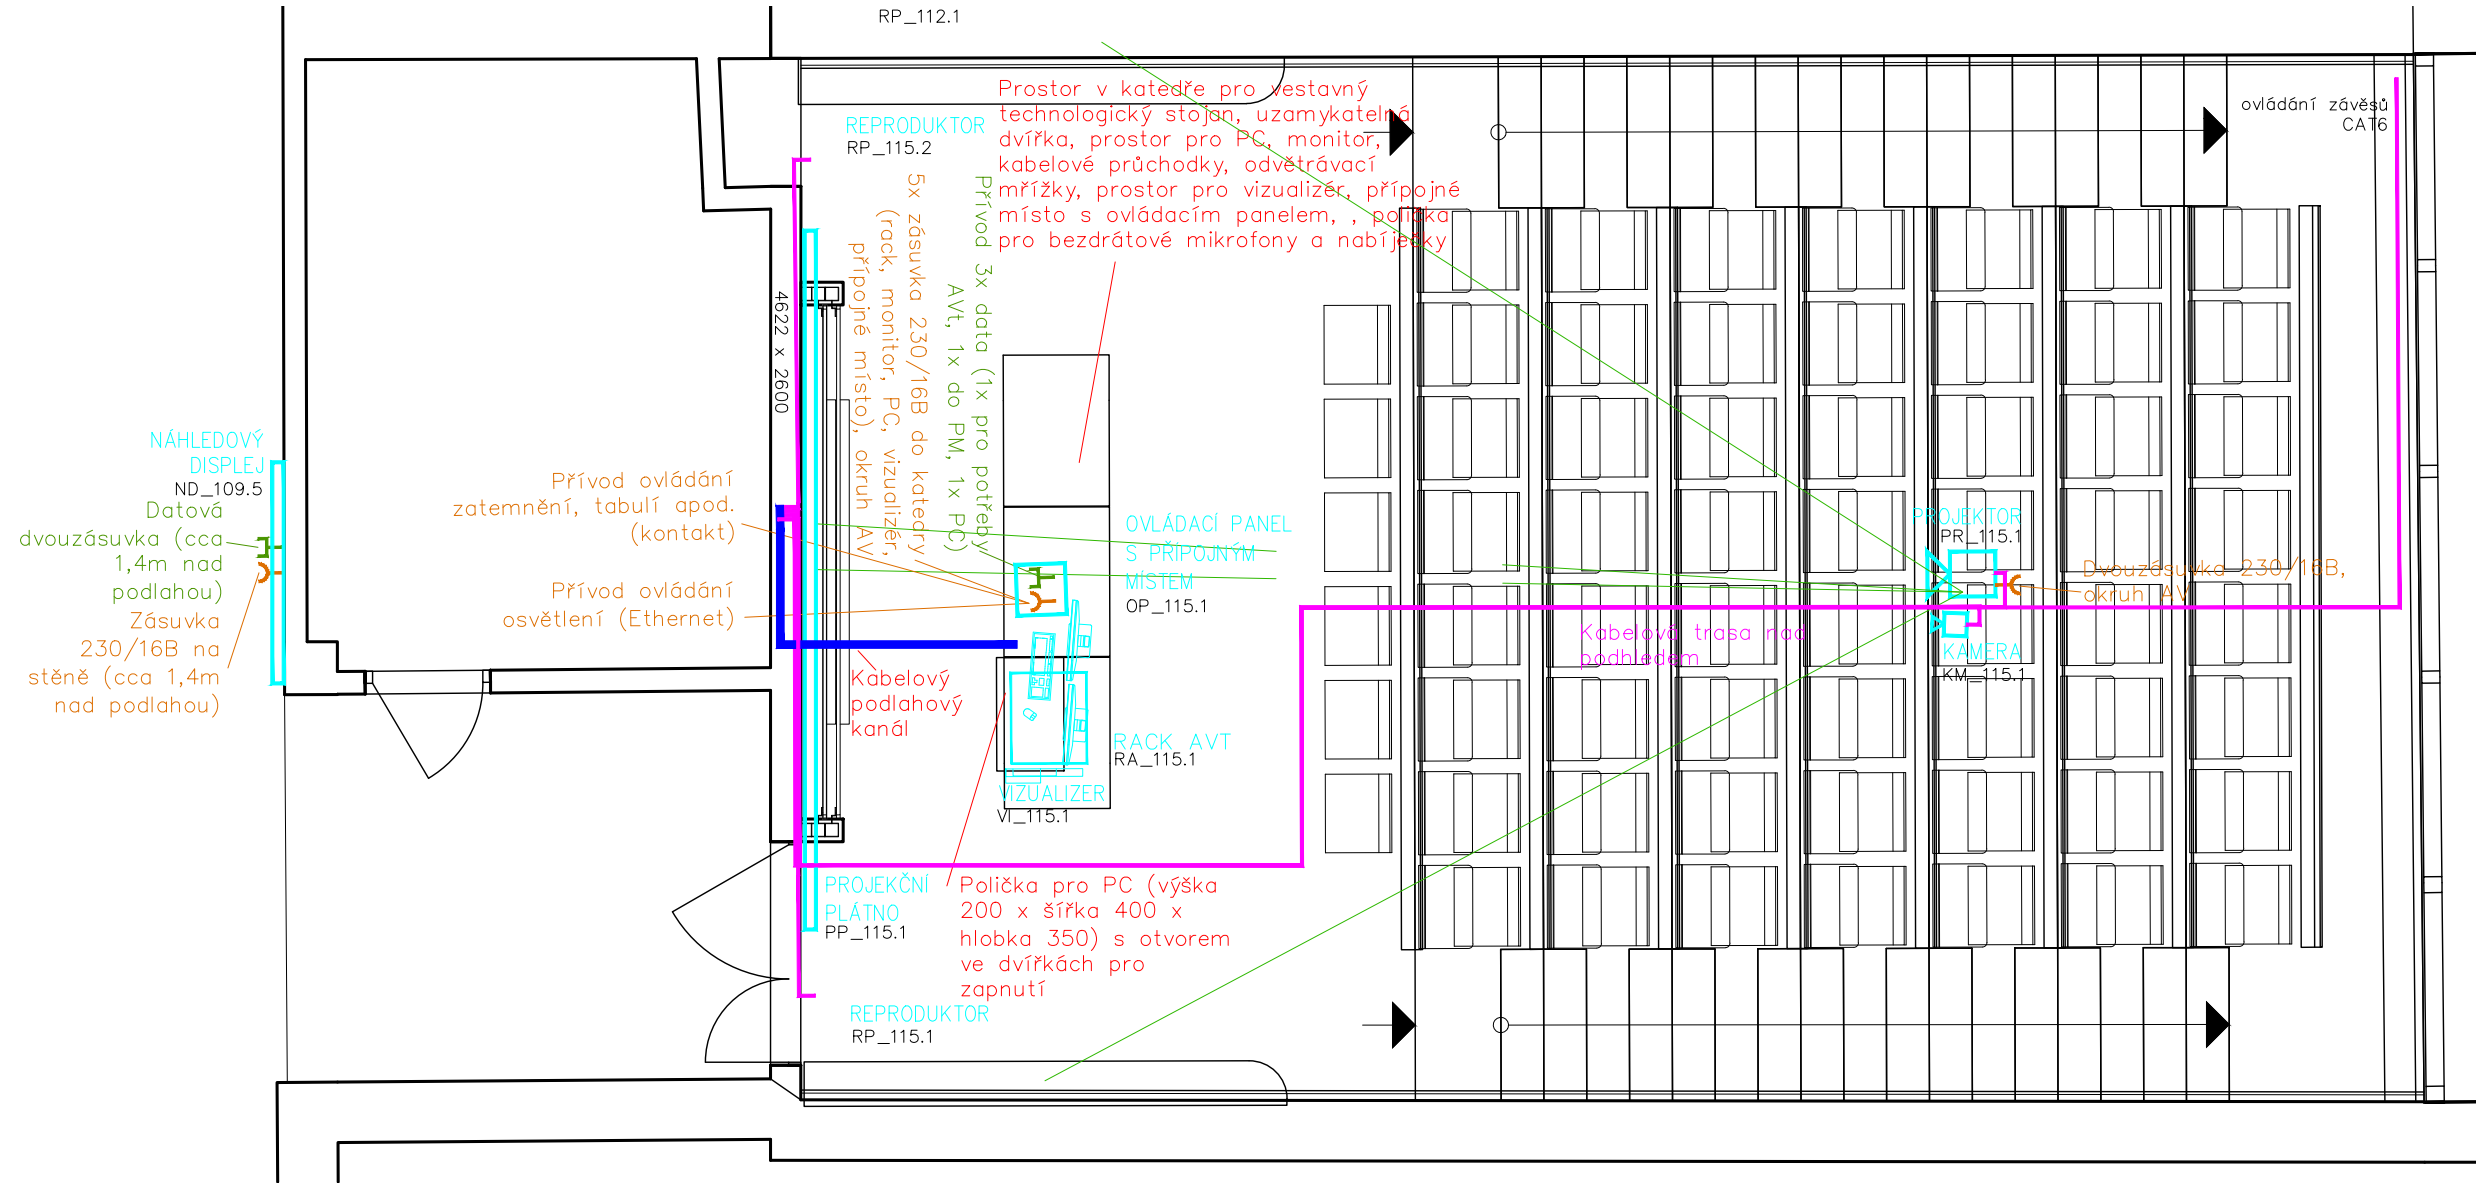 RP_112.1
Prostor v katedře pro vestavný
technologický stojan, uzamykatelná
dvířka, prostor pro PC, monitor,
kabelové průchodky, odvětrávací
mřížky, prostor pro vizualizér, přípojné
místo s ovládacím panelem, , polička
pro bezdrátové mikrofony a nabíječky
ovládání závěsů
CAT6
REPRODUKTOR
RP_115.2
Přívod 3x data (1x pro potřeby
AVt, 1x do PM, 1x PC)
5x zásuvka 230/16B do katedry
(rack, monitor, PC, vizualizér,
přípojné místo), okruh AV
4622 x 2600
NÁHLEDOVÝ
DISPLEJ
ND_109.5
Datová
dvouzásuvka (cca
1,4m nad
podlahou)
Zásuvka
230/16B na
stěně (cca 1,4m
nad podlahou)
Přívod ovládání
zatemnění, tabulí apod.
(kontakt)
Přívod ovládání
osvětlení (Ethernet)
OVLÁDACÍ PANEL
S PŘÍPOJNÝM
MÍSTEM
OP_115.1
PROJEKTOR
PR_115.1
Dvouzásuvka 230/16B,
okruh AV
Kabelová trasa nad
podhledem
KAMERA
KM_115.1
Kabelový
podlahový
kanál
RACK AVT
RA_115.1
VIZUALIZER
VI_115.1
PROJEKČNÍ
PLÁTNO
PP_115.1
Polička pro PC (výška
200 x šířka 400 x
hlobka 350) s otvorem
ve dvířkách pro
zapnutí
REPRODUKTOR
RP_115.1